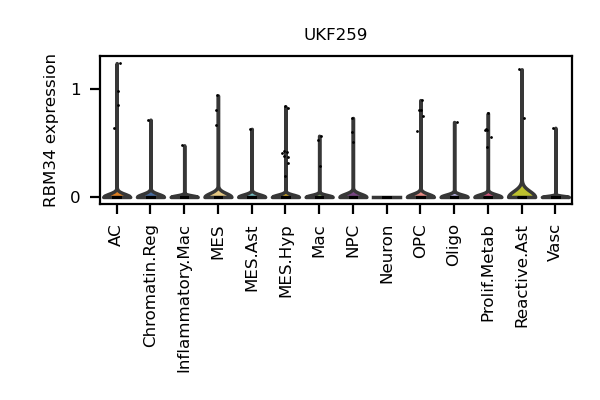 UKF259
RBM34 expression
1
0
AC
Chromatin.Reg
Inflammatory.Mac
MES
MES.Ast
MES.Hyp
Mac
NPC
Neuron
OPC
Oligo
Prolif.Metab
Reactive.Ast
Vasc